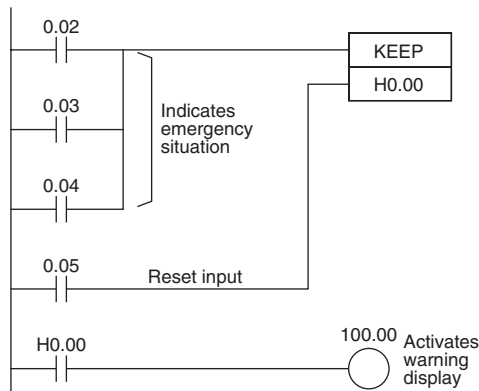 0.02
KEEP
H0.00
0.03
Indicates
emergency
situation
0.04
0.05
Reset input
H0.00
100.00
Activates
warning
display